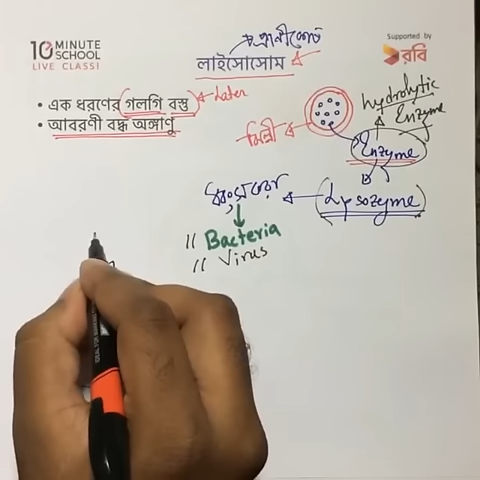 10 MINUTE SCHOOL
LIVE CLASS!
Supported by
রবি
প্রাণীকোষ
লাইসোসোম
• এক ধরণের গলগি বস্তু
Later
• আবরণী বদ্ধ অঙ্গাণু
hydrolytic
Enzyme
ঝিল্লী
Enzyme
Lysozyme
Bacteria
" Virus